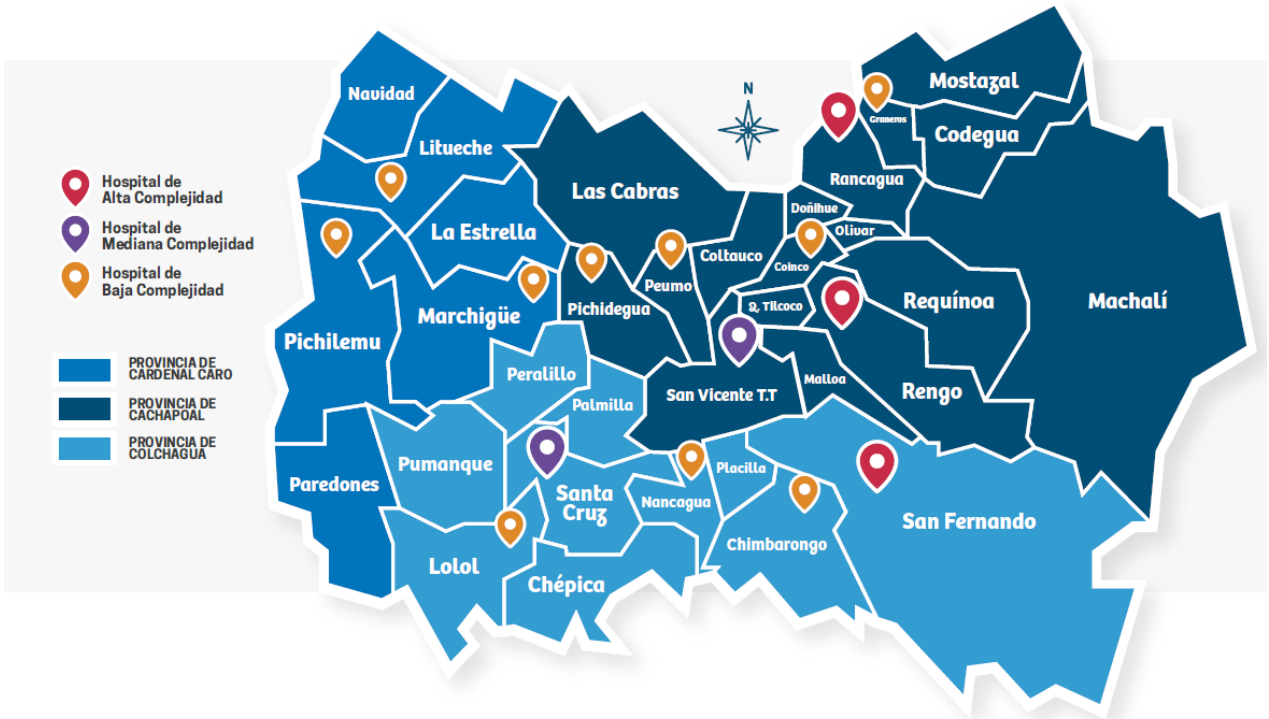 N
Hospital de
Alta Complejidad
Hospital de
Mediana Complejidad
Hospital de
Baja Complejidad
PROVINCIA DE
CARDENAL CARO
PROVINCIA DE
CACHAPOAL
PROVINCIA DE
COLCHAGUA
Navidad
Litueche
La Estrella
Marchigüe
Pichilemu
Paredones
Las Cabras
Pichidegua
Peumo
Coltauco
Doñihue
Olivar
Coinco
Q. Tilcoco
San Vicente T.T
Malloa
Rengo
Requínoa
Machalí
Rancagua
Graneros
Codegua
Mostazal
Peralillo
Palmilla
Pumanque
Santa
Cruz
Lolol
Chépica
Nancagua
Placilla
Chimbarongo
San Fernando